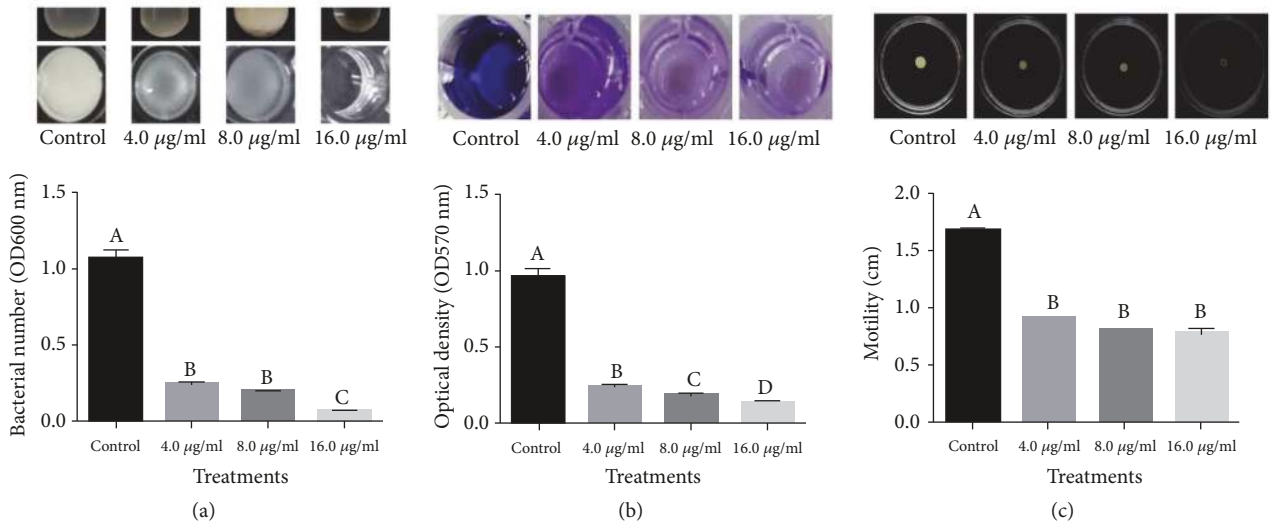 Control 4.0 μg/ml 8.0 μg/ml 16.0 μg/ml
Bacterial number (OD600 nm)
1.5
1.0
0.5
0.0
A
B
B
C
Control 4.0 μg/ml 8.0 μg/ml 16.0 μg/ml
Treatments
(a)
Control 4.0 μg/ml 8.0 μg/ml 16.0 μg/ml
Optical density (OD570 nm)
1.5
1.0
0.5
0.0
A
B
C
D
Control 4.0 μg/ml 8.0 μg/ml 16.0 μg/ml
Treatments
(b)
Control 4.0 μg/ml 8.0 μg/ml 16.0 μg/ml
Motility (cm)
2.0
1.5
1.0
0.5
0.0
A
B
B
B
Control 4.0 μg/ml 8.0 μg/ml 16.0 μg/ml
Treatments
(c)